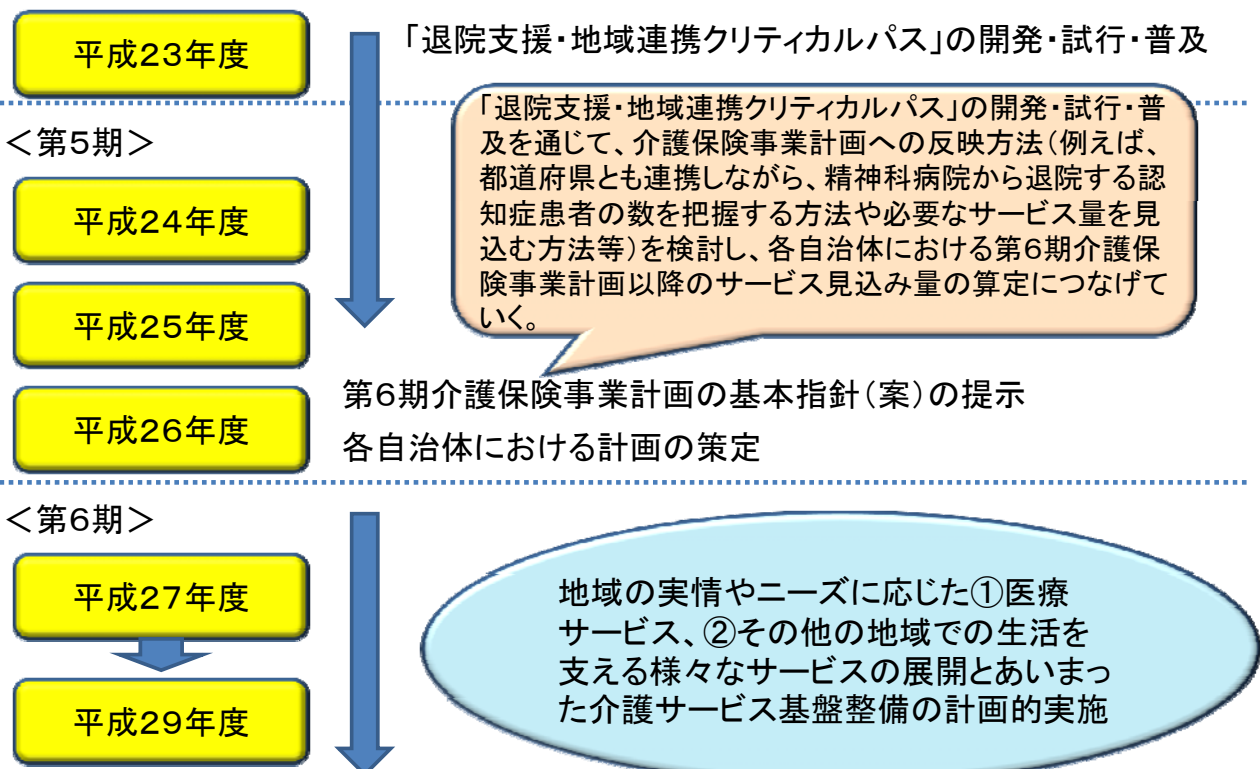 平成23年度
「退院支援・地域連携クリティカルパス」の開発・試行・普及
「退院支援・地域連携クリティカルパス」の開発・試行・普
及を通じて、介護保険事業計画への反映方法(例えば、
都道府県とも連携しながら、精神科病院から退院する認
知症患者の数を把握する方法や必要なサービス量を見
込む方法等)を検討し、各自治体における第6期介護保
険事業計画以降のサービス見込み量の算定につなげて
いく。
<第5期>
平成24年度
平成25年度
平成26年度
第6期介護保険事業計画の基本指針(案)の提示
各自治体における計画の策定
<第6期>
平成27年度
平成29年度
地域の実情やニーズに応じた①医療
サービス、②その他の地域での生活を
支える様々なサービスの展開とあいまっ
た介護サービス基盤整備の計画的実施